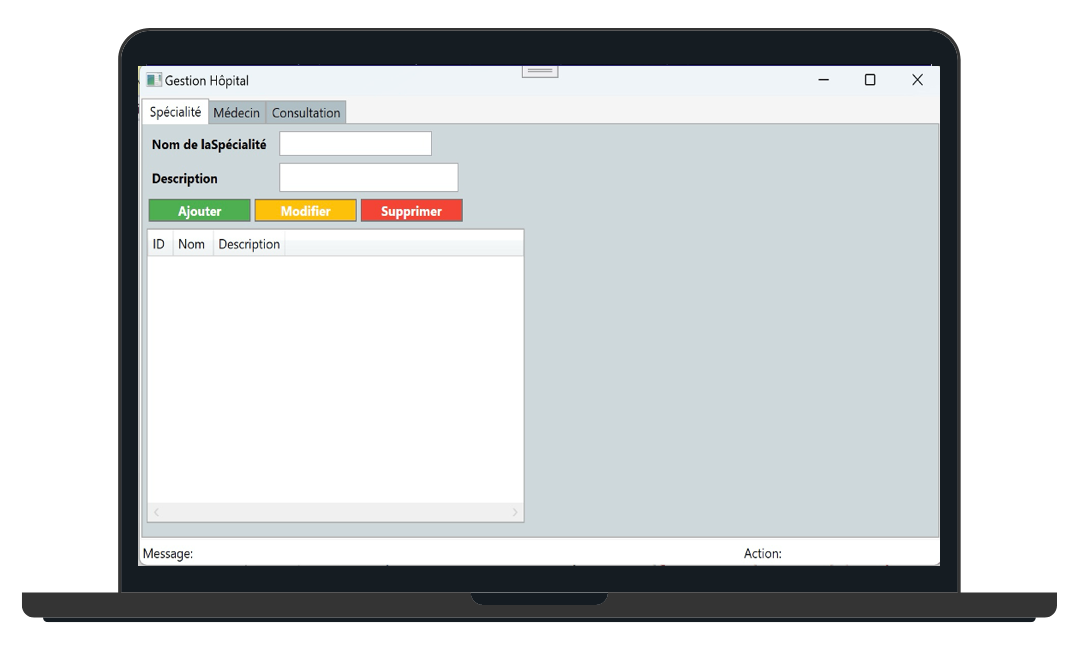 Gestion Hôpital
Spécialité Médecin Consultation
Nom de laSpécialité
Description
Ajouter Modifier Supprimer
ID Nom Description
Message: Action: